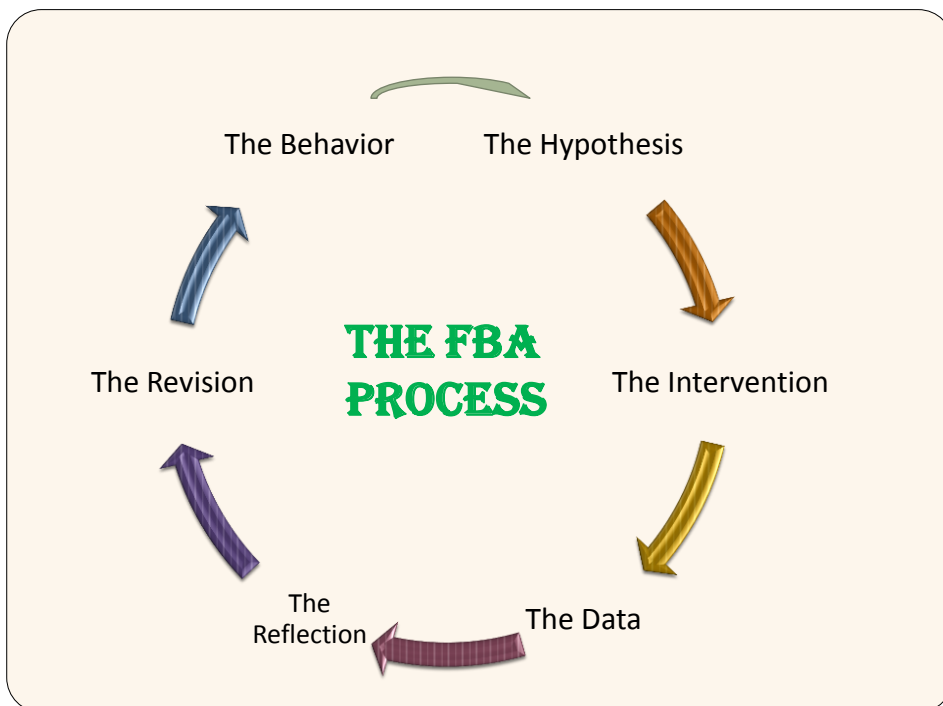 The Behavior
The Hypothesis
THE FBA
PROCESS
The Revision
The Intervention
The
Reflection
The Data